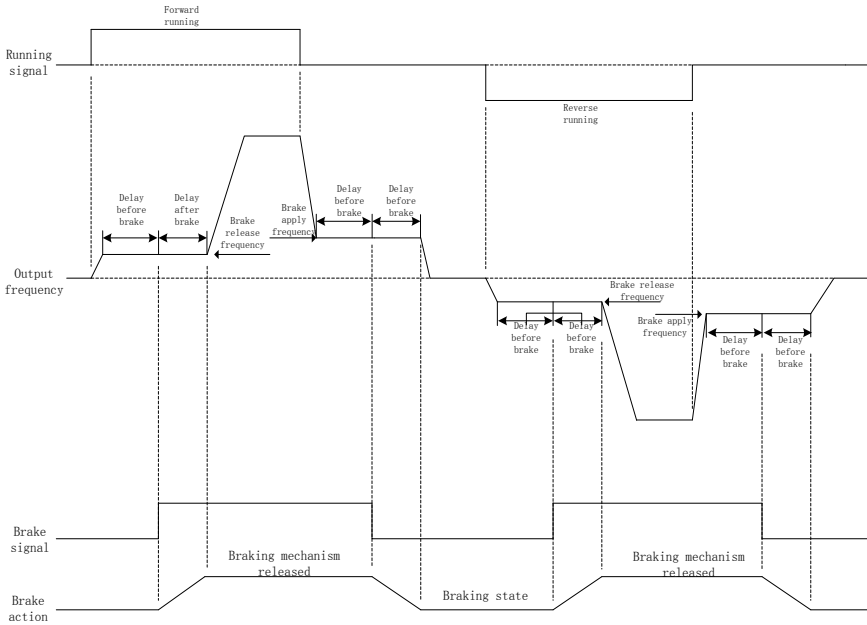 Forward
running
Running
signal
Reverse
running
Delay
before
brake
Delay
after
brake
Brake
release
frequency
Brake
apply
frequency
Delay
before
brake
Delay
before
brake
Output
frequency
Brake release
frequency
Brake apply
frequency
Delay
before
brake
Delay
before
brake
Delay
before
brake
Delay
before
brake
Brake
signal
Braking mechanism
released
Braking mechanism
released
Braking state
Brake
action